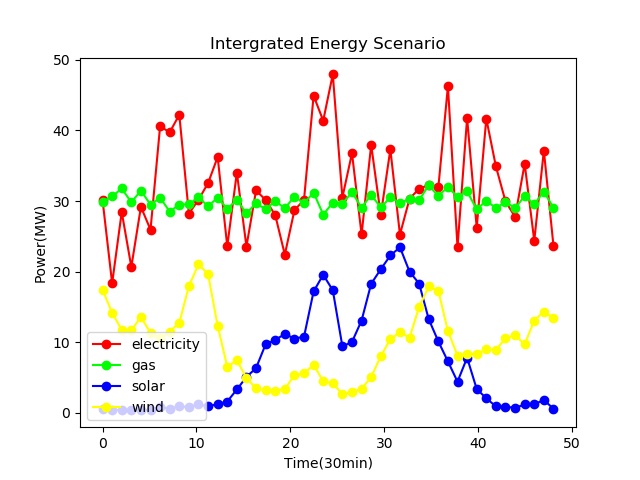 Intergrated Energy Scenario
50
40
30
20
10
0
Power(MW)
electricity
gas
solar
wind
0 10 20 30 40 50
Time(30min)